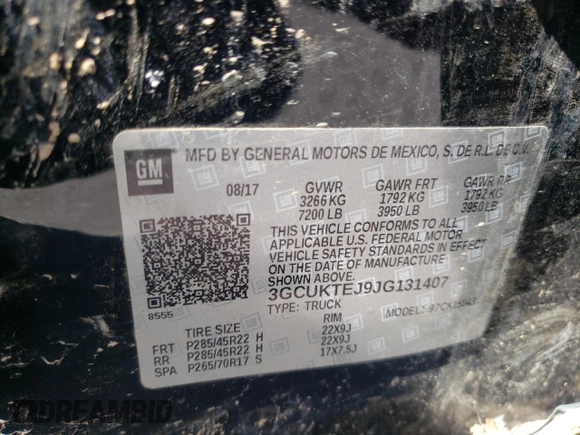 GM
MFD BY GENERAL MOTORS DE MEXICO, S. DE R.L. DE C.V.
08/17 GVWR GAWR FRT GAWR RR
3266 KG 1792 KG 1792 KG
7200 LB 3950 LB 3950 LB
THIS VEHICLE CONFORMS TO ALL
APPLICABLE U.S. FEDERAL MOTOR
VEHICLE SAFETY STANDARDS IN EFFECT
ON THE DATE OF MANUFACTURE
SHOWN ABOVE.
8555
3GCUKTEJ9JG131407
TYPE: TRUCK MODEL: 97CK15543
TIRE SIZE RIM
FRT P285/45R22 H 22X9J
RR P285/45R22 H 22X9J
SPA P265/70R17 S 17X7.5J
DREAMBID